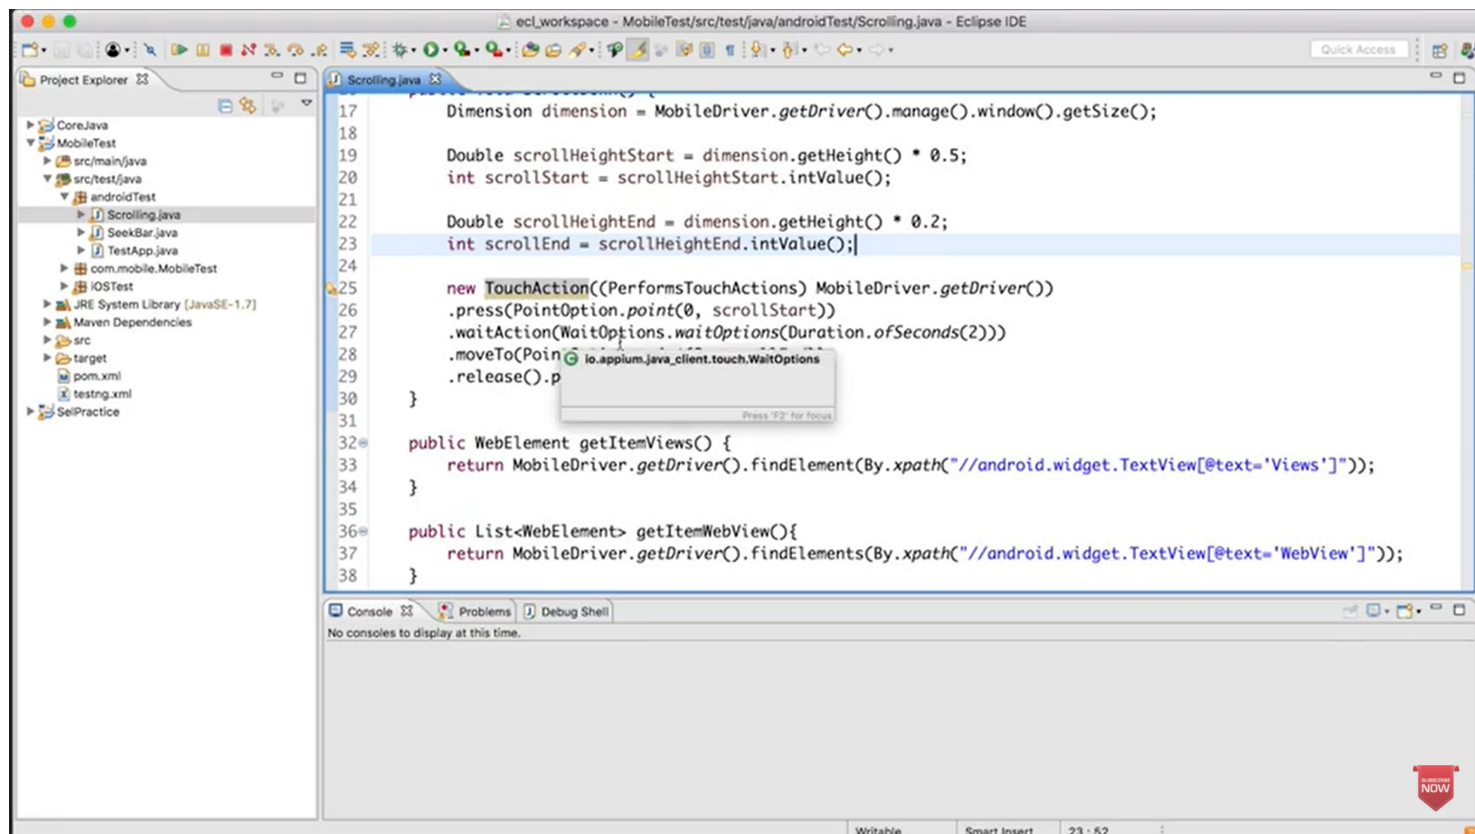 ecl_workspace - MobileTest/src/test/java/androidTest/Scrolling.java - Eclipse IDE
Quick Access
Project Explorer
CoreJava
MobileTest
src/main/java
src/test/java
androidTest
Scrolling.java
SeekBar.java
TestApp.java
com.mobile.MobileTest
iOSTest
JRE System Library [JavaSE-1.7]
Maven Dependencies
src
target
pom.xml
testng.xml
SelPractice
Scrolling.java
17 Dimension dimension = MobileDriver.getDriver().manage().window().getSize();
18
19 Double scrollHeightStart = dimension.getHeight() * 0.5;
20 int scrollStart = scrollHeightStart.intValue();
21
22 Double scrollHeightEnd = dimension.getHeight() * 0.2;
23 int scrollEnd = scrollHeightEnd.intValue();
24
25 new TouchAction((PerformsTouchActions) MobileDriver.getDriver())
26 .press(PointOption.point(0, scrollStart))
27 .waitAction(WaitOptions.waitOptions(Duration.ofSeconds(2)))
28 .moveTo(Poin
29 .release().p
30 }
31
32 public WebElement getItemViews() {
33 return MobileDriver.getDriver().findElement(By.xpath("//android.widget.TextView[@text='Views']"));
34 }
35
36 public List<WebElement> getItemWebView(){
37 return MobileDriver.getDriver().findElements(By.xpath("//android.widget.TextView[@text='WebView']"));
38 }
io.appium.java_client.touch.WaitOptions
Press 'F2' for focus
Console Problems Debug Shell
No consoles to display at this time.
SUBSCRIBE
NOW
Writable Smart Insert 23 : 52